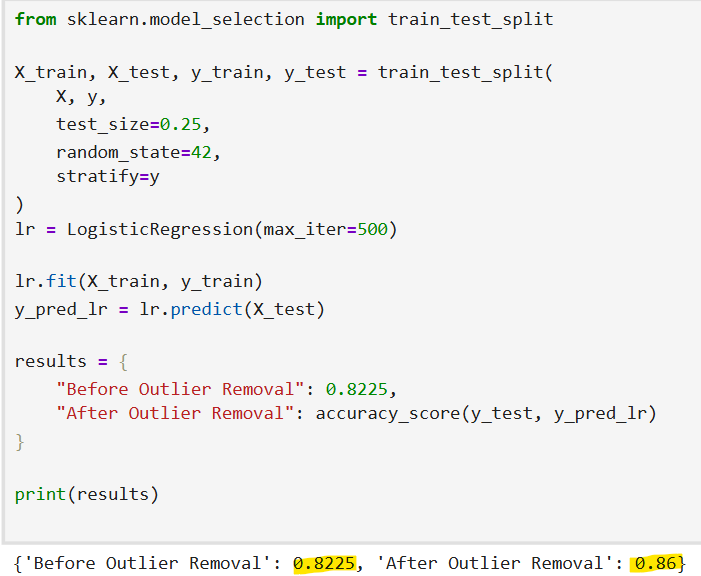 from sklearn.model_selection import train_test_split
X_train, X_test, y_train, y_test = train_test_split(
    X, y,
    test_size=0.25,
    random_state=42,
    stratify=y
)
lr = LogisticRegression(max_iter=500)
lr.fit(X_train, y_train)
y_pred_lr = lr.predict(X_test)
results = {
    "Before Outlier Removal": 0.8225,
    "After Outlier Removal": accuracy_score(y_test, y_pred_lr)
}
print(results)
{'Before Outlier Removal': 0.8225, 'After Outlier Removal': 0.86}